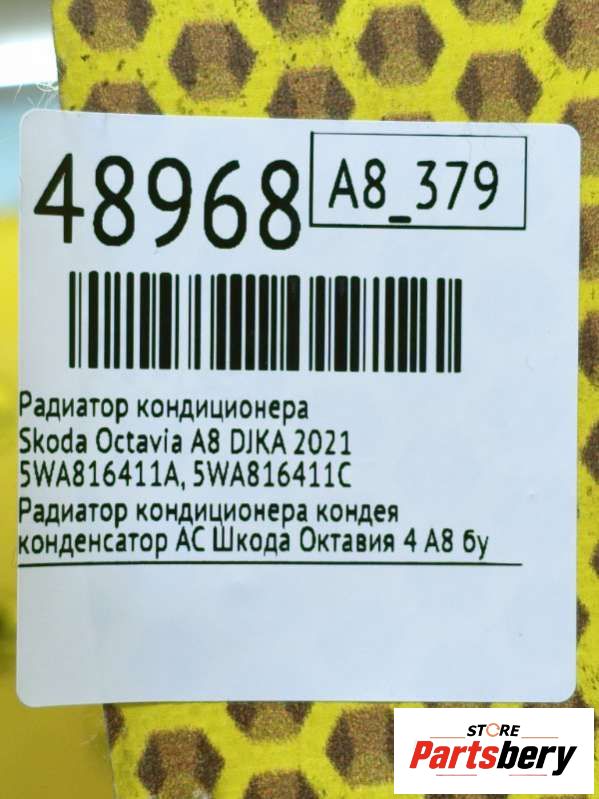 48968
A8_379
Радиатор кондиционера
Skoda Octavia A8 DJKA 2021
5WA816411A, 5WA816411C
Радиатор кондиционера кондея
конденсатор АС Шкода Октавия 4 А8 бу
STORE
Partsbery